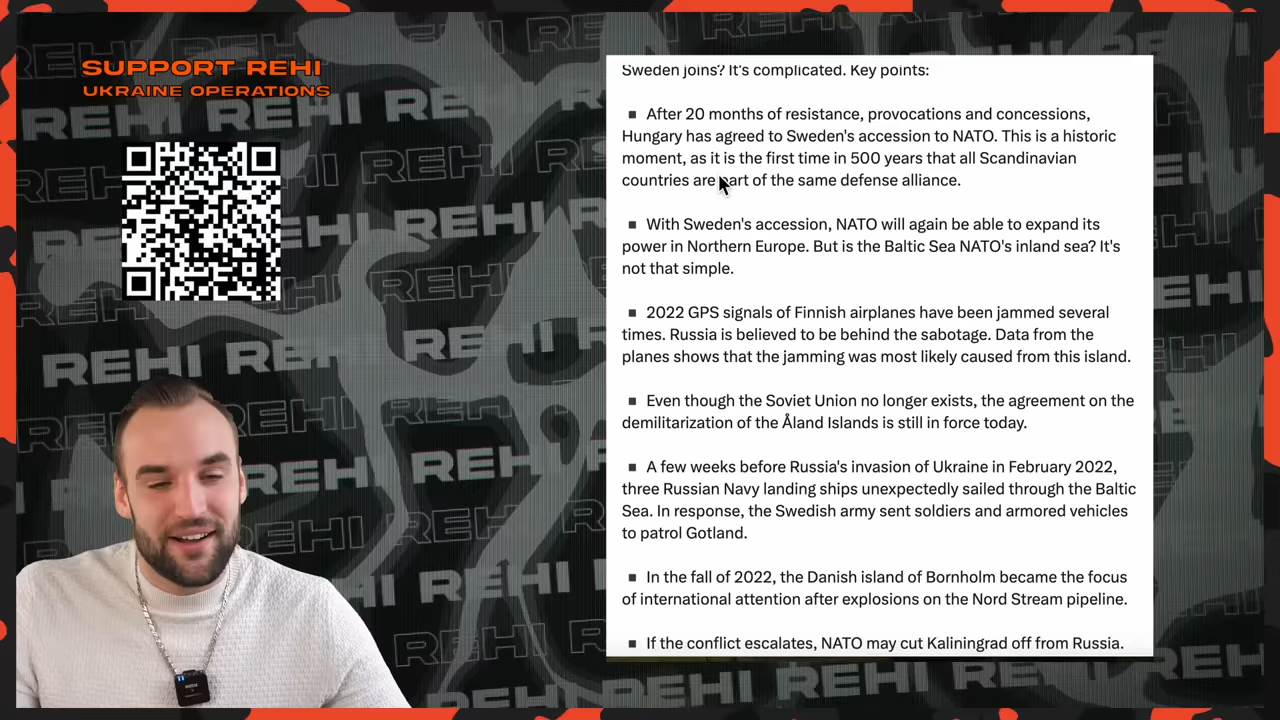 SUPPORT REHI
UKRAINE OPERATIONS
Sweden joins? It's complicated. Key points:
▪ After 20 months of resistance, provocations and concessions,
Hungary has agreed to Sweden's accession to NATO. This is a historic
moment, as it is the first time in 500 years that all Scandinavian
countries are part of the same defense alliance.
▪ With Sweden's accession, NATO will again be able to expand its
power in Northern Europe. But is the Baltic Sea NATO's inland sea? It's
not that simple.
▪ 2022 GPS signals of Finnish airplanes have been jammed several
times. Russia is believed to be behind the sabotage. Data from the
planes shows that the jamming was most likely caused from this island.
▪ Even though the Soviet Union no longer exists, the agreement on the
demilitarization of the Åland Islands is still in force today.
▪ A few weeks before Russia's invasion of Ukraine in February 2022,
three Russian Navy landing ships unexpectedly sailed through the Baltic
Sea. In response, the Swedish army sent soldiers and armored vehicles
to patrol Gotland.
▪ In the fall of 2022, the Danish island of Bornholm became the focus
of international attention after explosions on the Nord Stream pipeline.
▪ If the conflict escalates, NATO may cut Kaliningrad off from Russia.